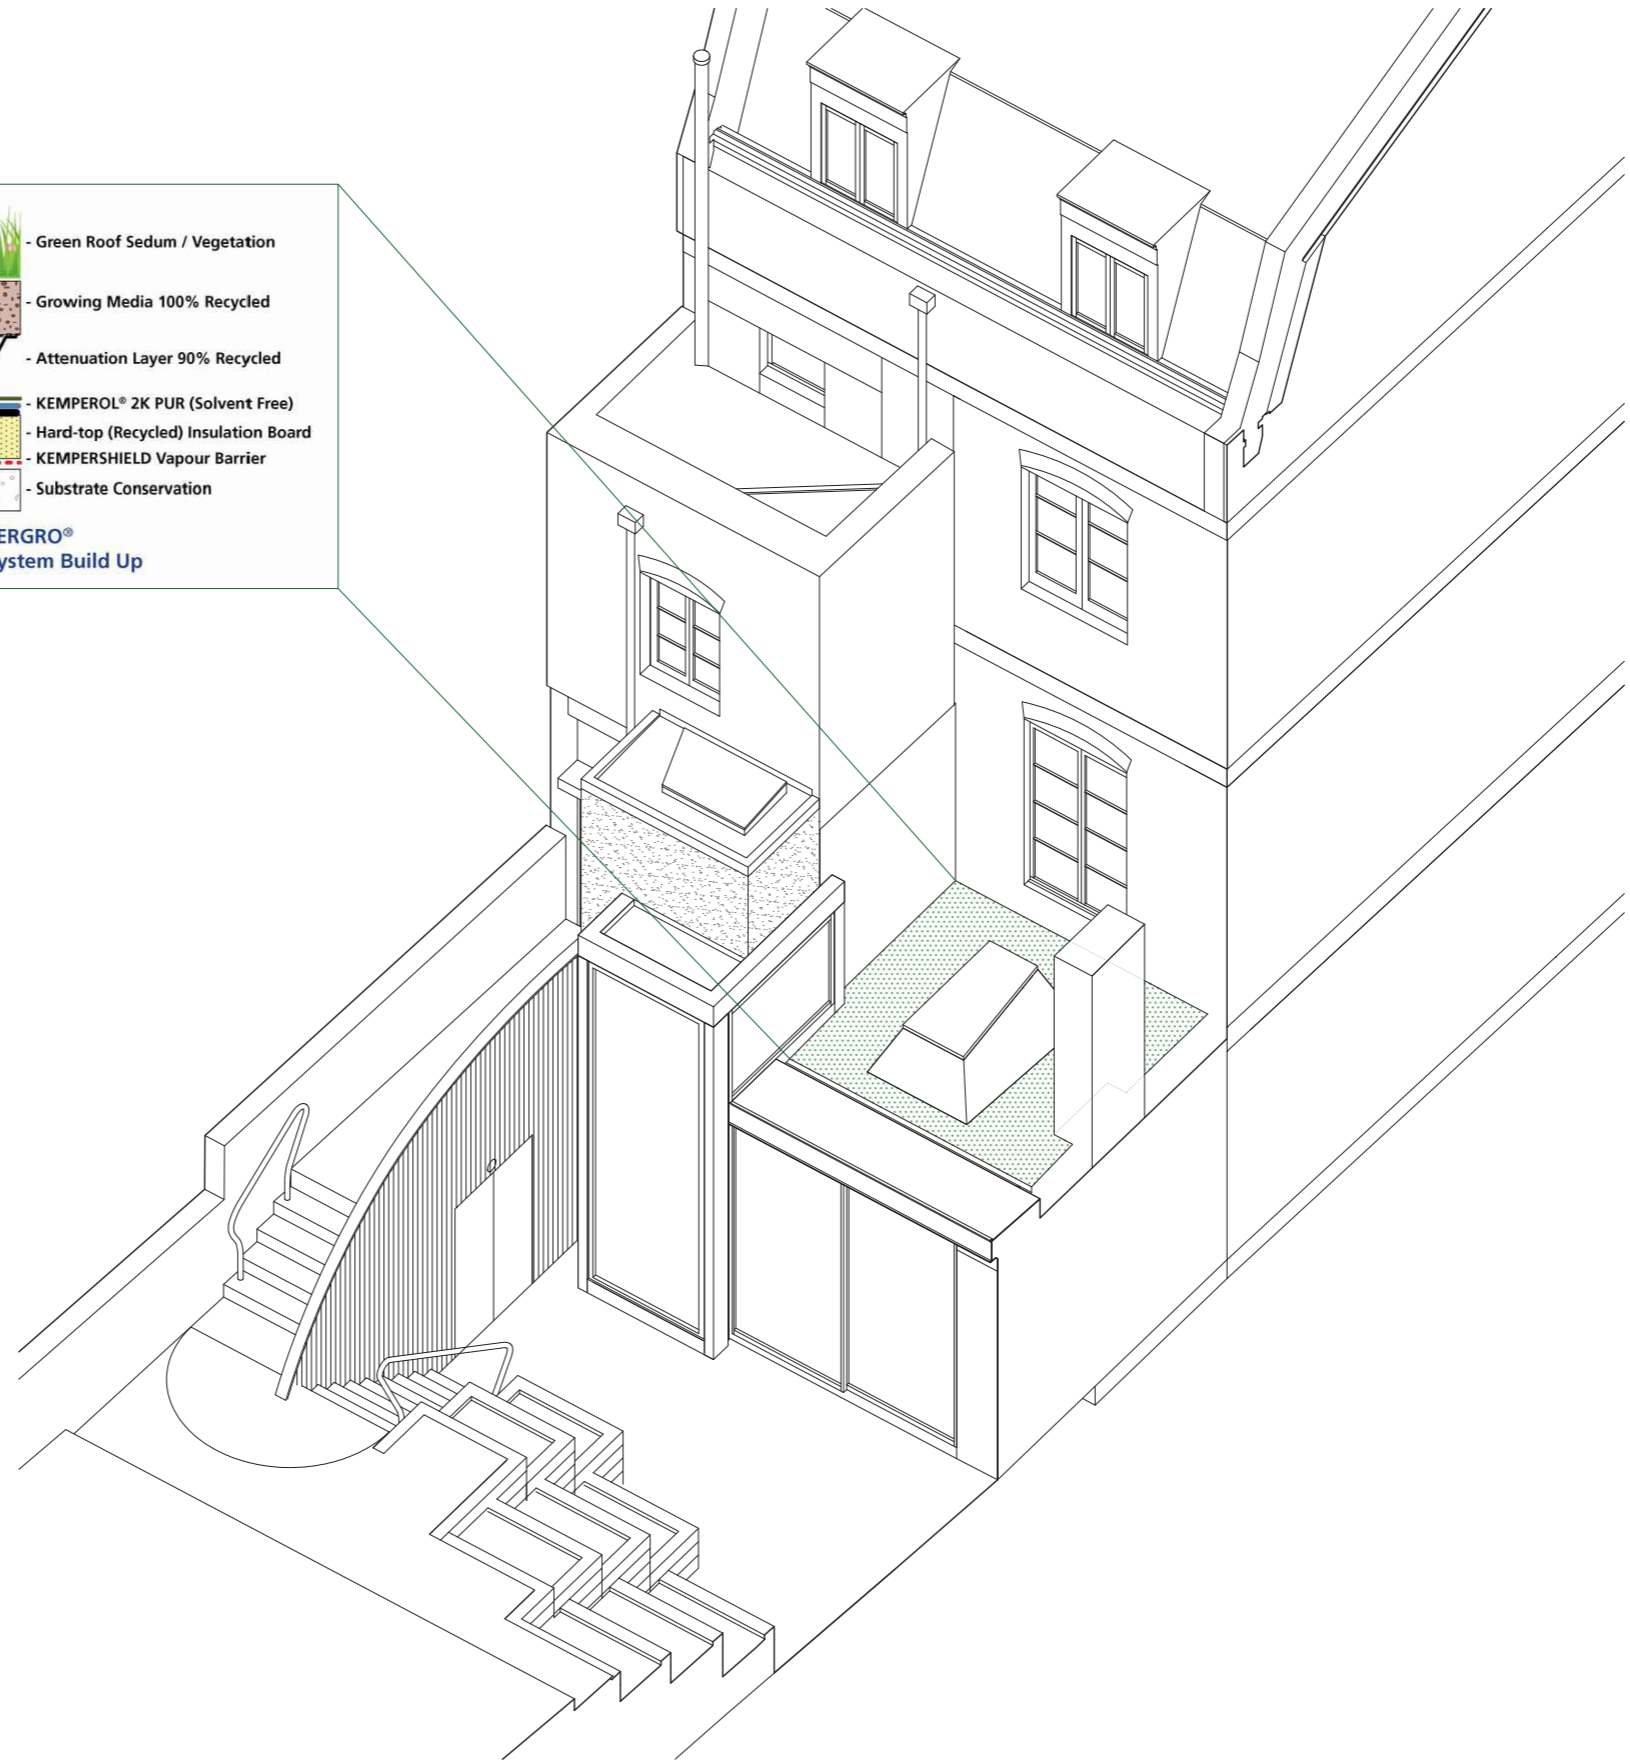 - Green Roof Sedum / Vegetation
- Growing Media 100% Recycled
- Attenuation Layer 90% Recycled
- KEMPEROL® 2K PUR (Solvent Free)
- Hard-top (Recycled) Insulation Board
- KEMPERSHIELD Vapour Barrier
- Substrate Conservation
ERGRO®
ystem Build Up